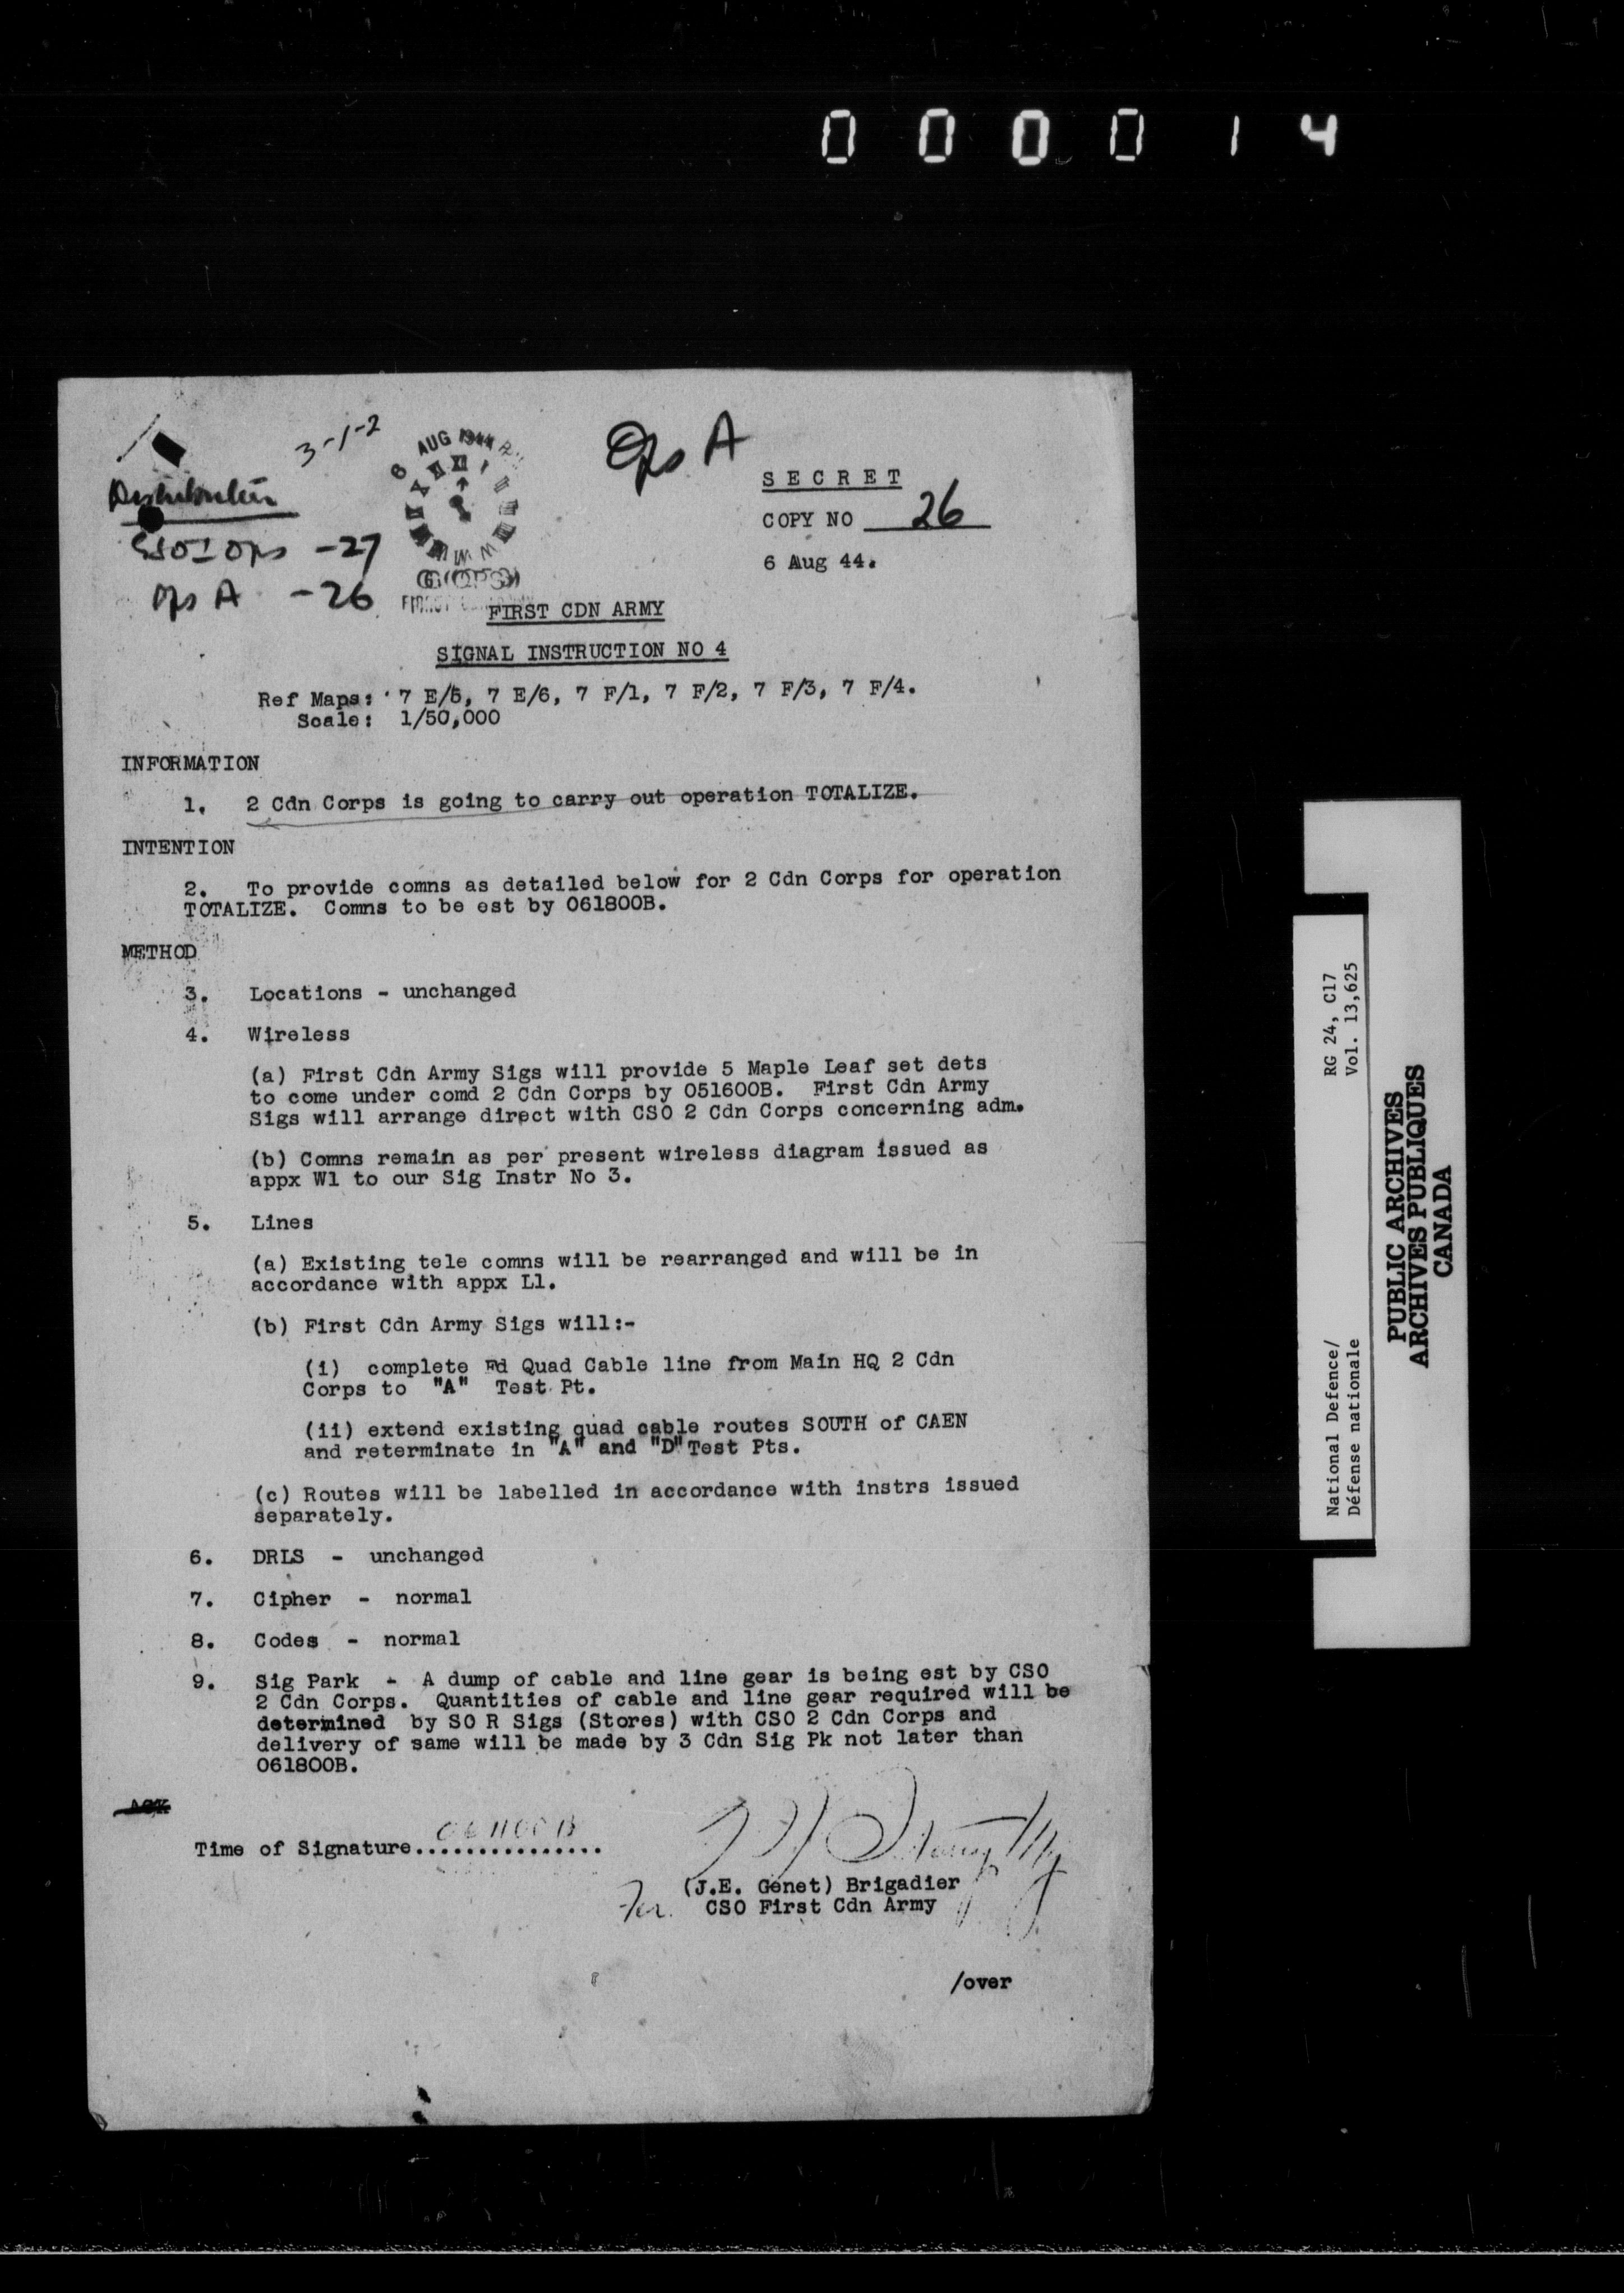 000014
3-1-2
6 AUG 1944
Ops A
Distribution
GSO I Ops - 27
Ops A - 26
G (OPS)
SECRET
COPY NO 26
6 Aug 44.
FIRST CDN ARMY
SIGNAL INSTRUCTION NO 4
Ref Maps: 7 E/5, 7 E/6, 7 F/1, 7 F/2, 7 F/3, 7 F/4.
Scale: 1/50,000
INFORMATION
1. 2 Cdn Corps is going to carry out operation TOTALIZE.
INTENTION
2. To provide comns as detailed below for 2 Cdn Corps for operation
TOTALIZE. Comns to be est by 061800B.
METHOD
3. Locations - unchanged
4. Wireless
(a) First Cdn Army Sigs will provide 5 Maple Leaf set dets
to come under comd 2 Cdn Corps by 051600B. First Cdn Army
Sigs will arrange direct with CSO 2 Cdn Corps concerning adm.
(b) Comns remain as per present wireless diagram issued as
appx W1 to our Sig Instr No 3.
5. Lines
(a) Existing tele comns will be rearranged and will be in
accordance with appx L1.
(b) First Cdn Army Sigs will:-
(i) complete Fd Quad Cable line from Main HQ 2 Cdn
Corps to "A" Test Pt.
(ii) extend existing quad cable routes SOUTH of CAEN
and reterminate in "A" and "D" Test Pts.
(c) Routes will be labelled in accordance with instrs issued
separately.
6. DRLS - unchanged
7. Cipher - normal
8. Codes - normal
9. Sig Park - A dump of cable and line gear is being est by CSO
2 Cdn Corps. Quantities of cable and line gear required will be
determined by SO R Sigs (Stores) with CSO 2 Cdn Corps and
delivery of same will be made by 3 Cdn Sig Pk not later than
061800B.
ACK
Time of Signature 061100B
(J.E. Genet) Brigadier
For CSO First Cdn Army
/over
RG 24, C17
Vol. 13,625
National Defence/
Défense nationale
PUBLIC ARCHIVES
ARCHIVES PUBLIQUES
CANADA